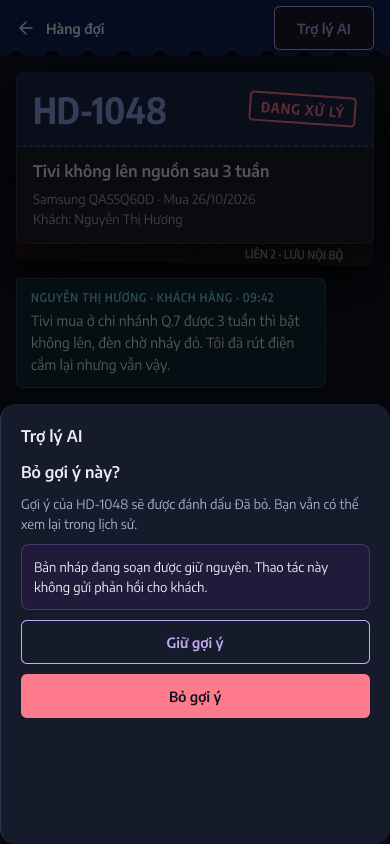 Hàng đợi
Trợ lý AI
HD-1048
ĐANG XỬ LÝ
Tivi không lên nguồn sau 3 tuần
Samsung QA55Q60D · Mua 26/10/2026
Khách: Nguyễn Thị Hương
LIÊN 2 - LƯU NỘI BỘ
NGUYỄN THỊ HƯƠNG · KHÁCH HÀNG · 09:42
Tivi mua ở chi nhánh Q.7 được 3 tuần thì bật
không lên, đèn chờ nháy đỏ. Tôi đã rút điện
cắm lại nhưng vẫn vậy.
Trợ lý AI
Bỏ gợi ý này?
Gợi ý của HD-1048 sẽ được đánh dấu Đã bỏ. Bạn vẫn có thể
xem lại trong lịch sử.
Bản nháp đang soạn được giữ nguyên. Thao tác này
không gửi phản hồi cho khách.
Giữ gợi ý
Bỏ gợi ý